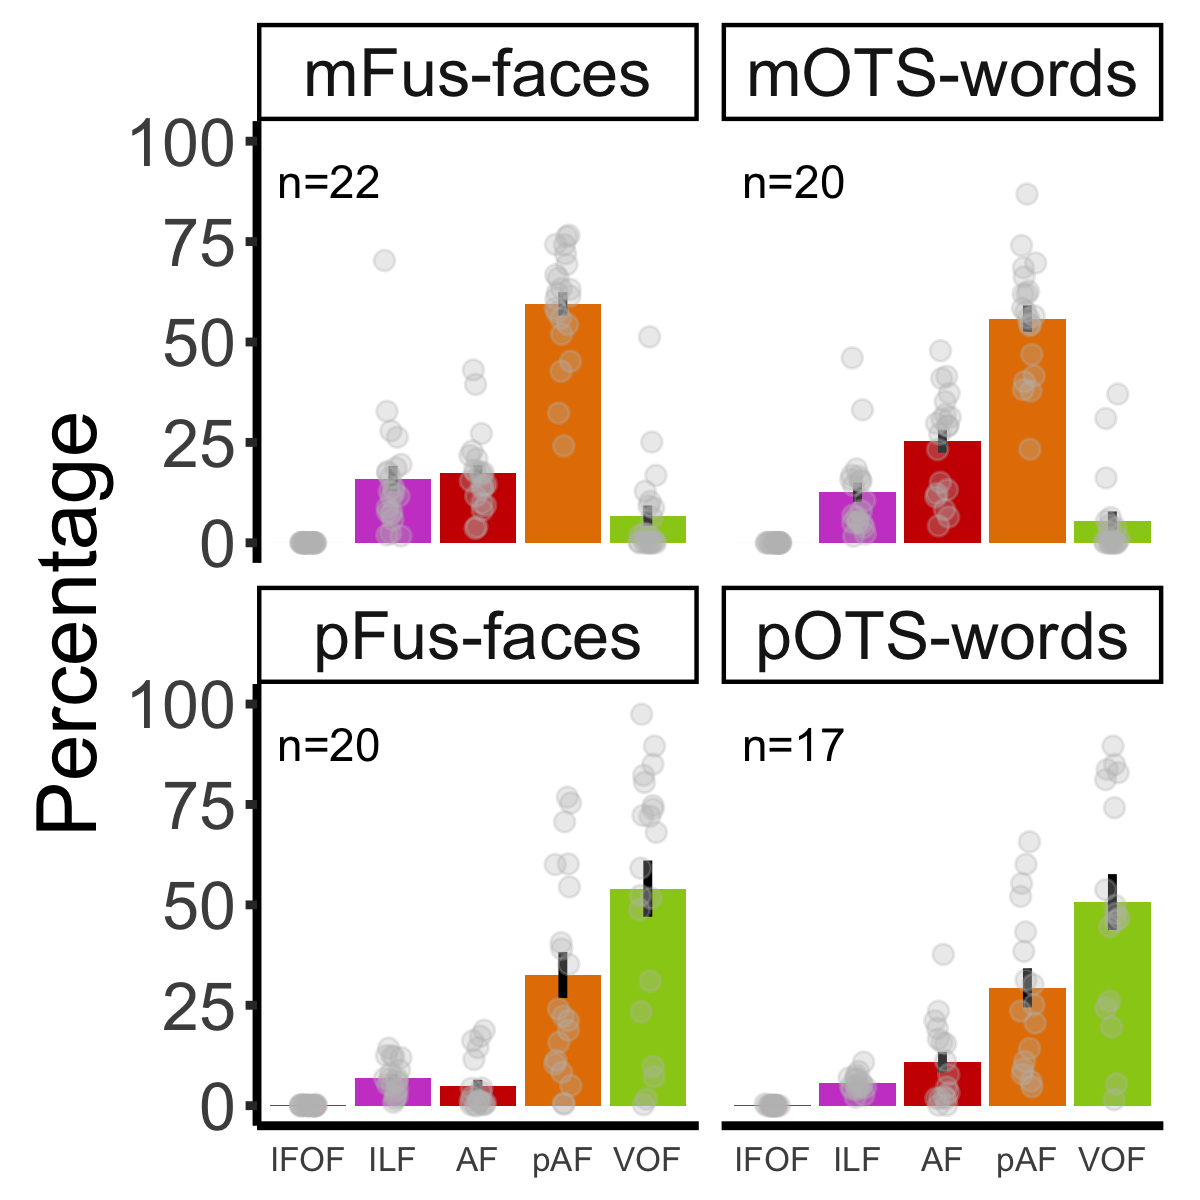 mFus-faces
mOTS-words
100
75
50
25
0
n=22
n=20
Percentage
pFus-faces
pOTS-words
100
75
50
25
0
n=20
n=17
IFOF ILF AF pAF VOF
IFOF ILF AF pAF VOF